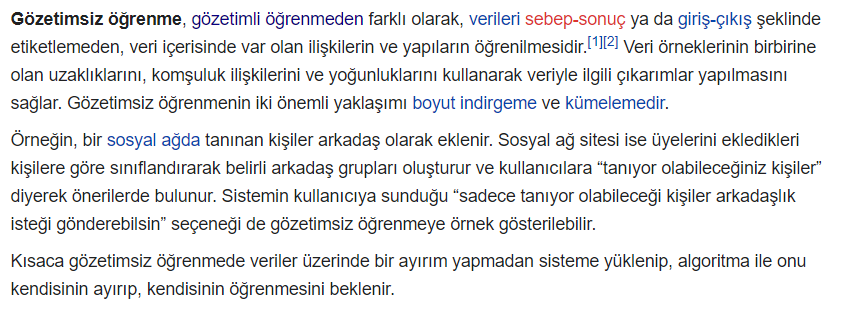 Gözetimsiz öğrenme, gözetimli öğrenmeden farklı olarak, verileri sebep-sonuç ya da giriş-çıkış şeklinde
etiketlemeden, veri içerisinde var olan ilişkilerin ve yapıların öğrenilmesidir.[1][2] Veri örneklerinin birbirine
olan uzaklıklarını, komşuluk ilişkilerini ve yoğunluklarını kullanarak veriyle ilgili çıkarımlar yapılmasını
sağlar. Gözetimsiz öğrenmenin iki önemli yaklaşımı boyut indirgeme ve kümelemedir.
Örneğin, bir sosyal ağda tanınan kişiler arkadaş olarak eklenir. Sosyal ağ sitesi ise üyelerini ekledikleri
kişilere göre sınıflandırarak belirli arkadaş grupları oluşturur ve kullanıcılara “tanıyor olabileceğiniz kişiler”
diyerek önerilerde bulunur. Sistemin kullanıcıya sunduğu “sadece tanıyor olabileceği kişiler arkadaşlık
isteği gönderebilsin” seçeneği de gözetimsiz öğrenmeye örnek gösterilebilir.
Kısaca gözetimsiz öğrenmede veriler üzerinde bir ayırım yapmadan sisteme yüklenip, algoritma ile onu
kendisinin ayırıp, kendisinin öğrenmesini beklenir.